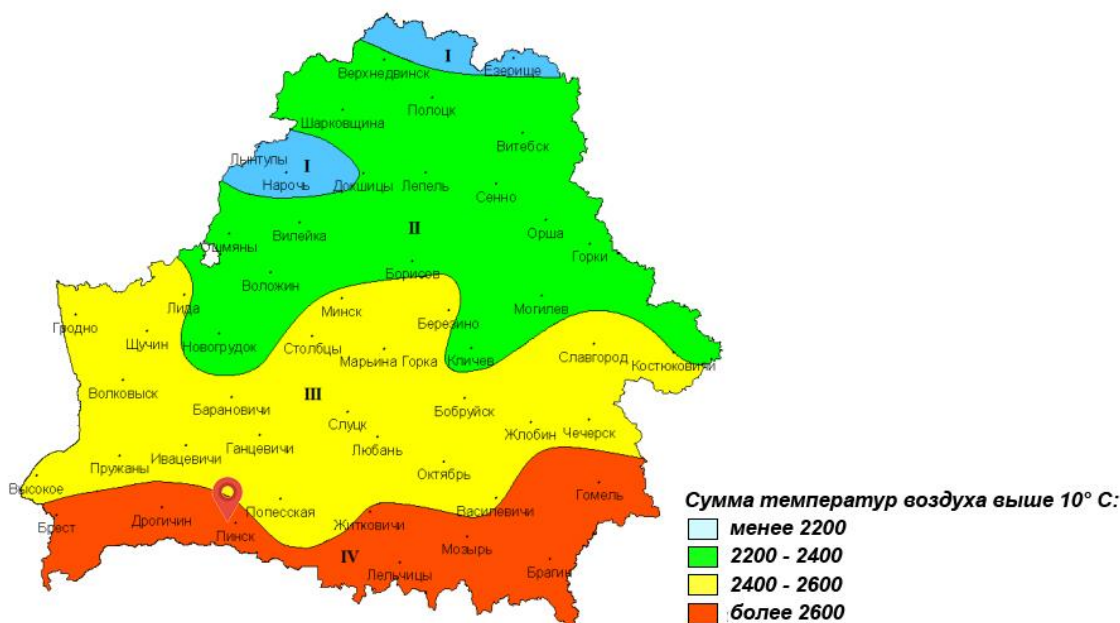 I
Езерище
Верхнедвинск
Полоцк
Шарковщина
Витебск
Лынтупы
I
Нарочь
Докшицы
Лепель
Сенно
Орша
II
Вилейка
Ошмяны
Горки
Борисов
Воложин
Лида
Минск
Могилев
Березино
Гродно
Щучин
Новогрудок
Столбцы
Марьина Горка
Кличев
Славгород
Костюковичи
Волковыск
III
Барановичи
Бобруйск
Слуцк
Жлобин
Чечерск
Ганцевичи
Любань
Ивацевичи
Пружаны
Октябрь
Высокое
Гомель
Дрогичин
Полесская
Василевичи
Брест
Житковичи
Пинск
Мозырь
IV
Лельчицы
Брагин
Сумма температур воздуха выше 10° С:
менее 2200
2200 - 2400
2400 - 2600
более 2600